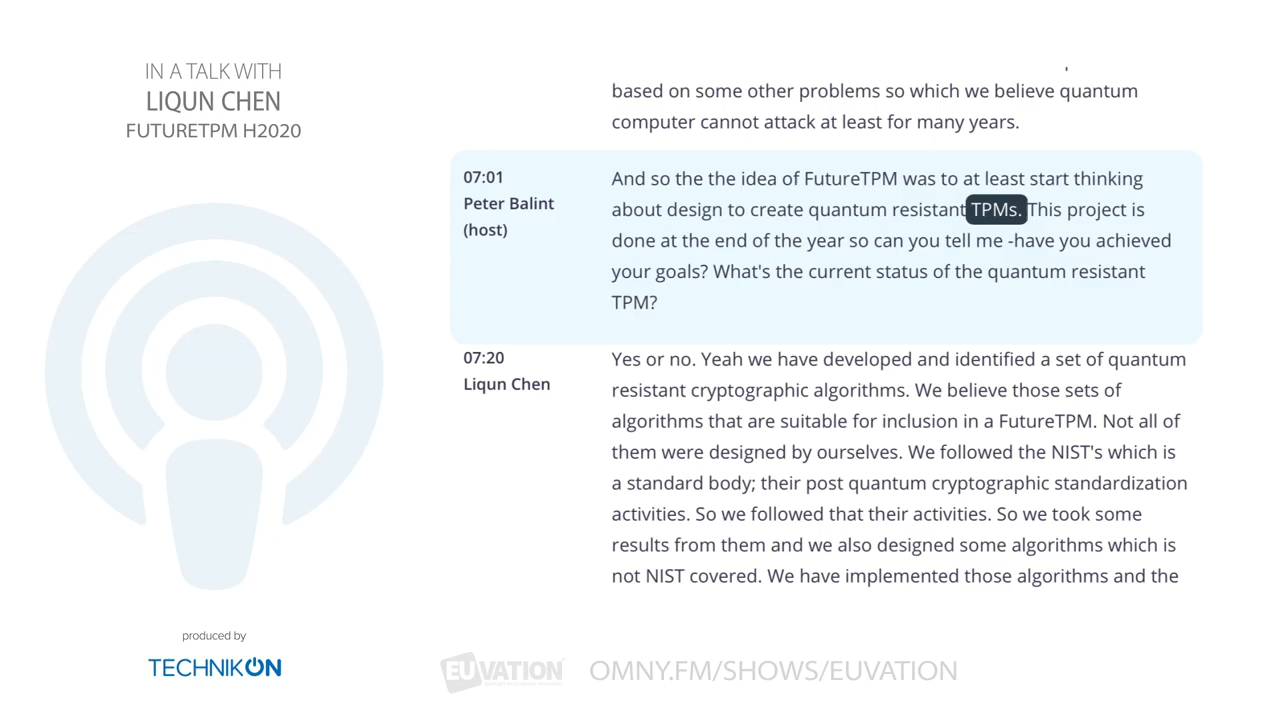 IN A TALK WITH
LIQUN CHEN
FUTURETPM H2020
based on some other problems so which we believe quantum
computer cannot attack at least for many years.
07:01
Peter Balint
(host)
And so the the idea of FutureTPM was to at least start thinking
about design to create quantum resistant TPMs. This project is
done at the end of the year so can you tell me -have you achieved
your goals? What's the current status of the quantum resistant
TPM?
07:20
Liqun Chen
Yes or no. Yeah we have developed and identified a set of quantum
resistant cryptographic algorithms. We believe those sets of
algorithms that are suitable for inclusion in a FutureTPM. Not all of
them were designed by ourselves. We followed the NIST's which is
a standard body; their post quantum cryptographic standardization
activities. So we followed that their activities. So we took some
results from them and we also designed some algorithms which is
not NIST covered. We have implemented those algorithms and the
produced by
TECHNIKON
EUVATION
OMNY.FM/SHOWS/EUVATION